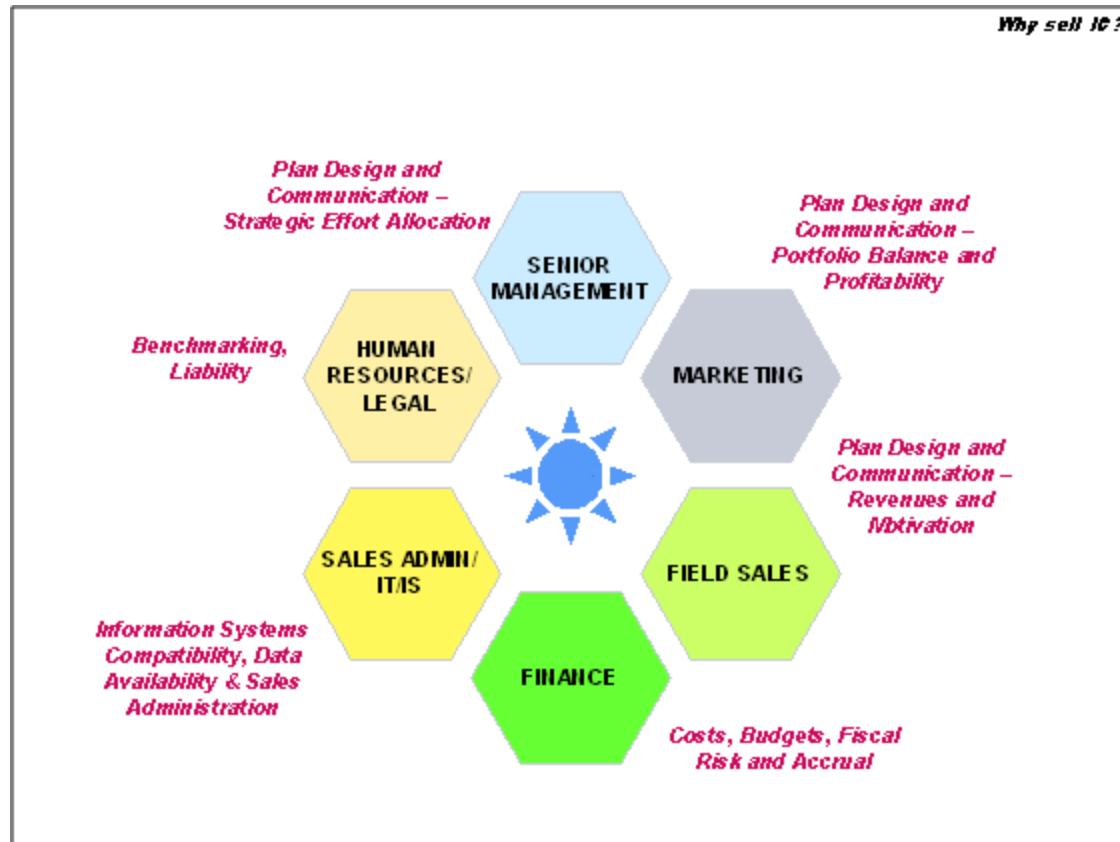 Why sell IC?
Plan Design and
Communication –
Strategic Effort Allocation
SENIOR
MANAGEMENT
Plan Design and
Communication –
Portfolio Balance and
Profitability
Benchmarking,
Liability
HUMAN
RESOURCES/
LEGAL
MARKETING
Plan Design and
Communication –
Revenues and
Motivation
SALES ADMIN/
IT/IS
FIELD SALES
Information Systems
Compatibility, Data
Availability & Sales
Administration
FINANCE
Costs, Budgets, Fiscal
Risk and Accrual